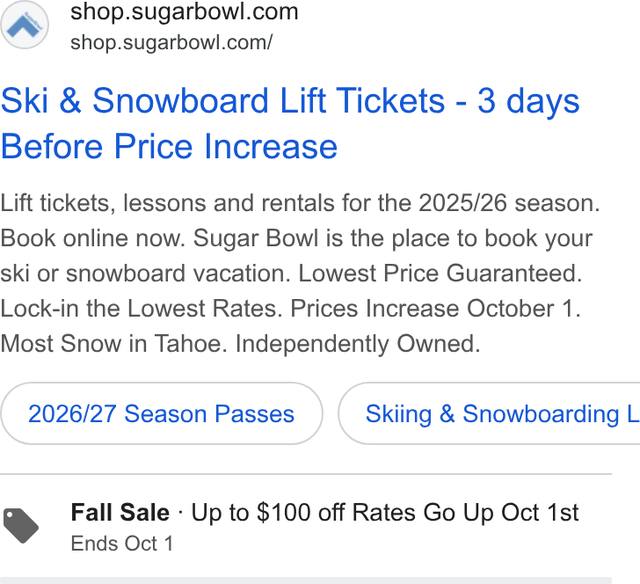 shop.sugarbowl.com
shop.sugarbowl.com/
Ski & Snowboard Lift Tickets - 3 days
Before Price Increase
Lift tickets, lessons and rentals for the 2025/26 season.
Book online now. Sugar Bowl is the place to book your
ski or snowboard vacation. Lowest Price Guaranteed.
Lock-in the Lowest Rates. Prices Increase October 1.
Most Snow in Tahoe. Independently Owned.
2026/27 Season Passes
Skiing & Snowboarding L
Fall Sale · Up to $100 off Rates Go Up Oct 1st
Ends Oct 1